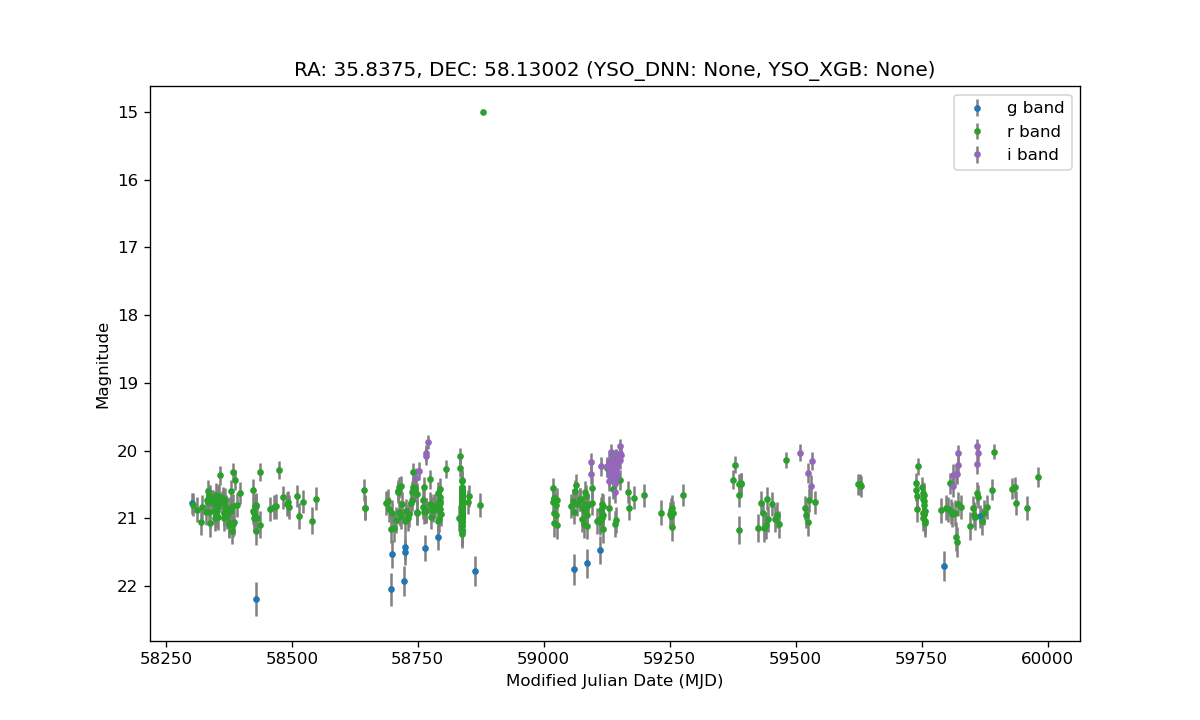 RA: 35.8375, DEC: 58.13002 (YSO_DNN: None, YSO_XGB: None)
g band
r band
i band
15
16
17
18
19
20
21
22
Magnitude
58250 58500 58750 59000 59250 59500 59750 60000
Modified Julian Date (MJD)